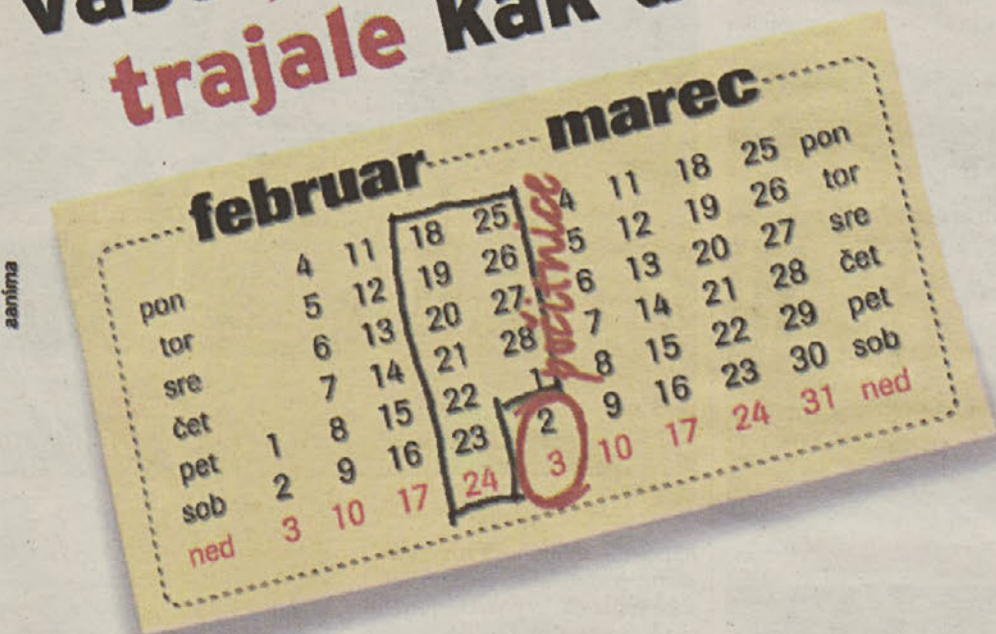 trajale kak
februar marec
pon 4 11 18 25 4 11 18 25 pon
tor 5 12 19 26 5 12 19 26 tor
sre 6 13 20 27 6 13 20 27 sre
čet 7 14 21 28 7 14 21 28 čet
pet 1 8 15 22 1 8 15 22 29 pet
sob 2 9 16 23 2 9 16 23 30 sob
ned 3 10 17 24 3 10 17 24 31 ned
počitnice
aanima